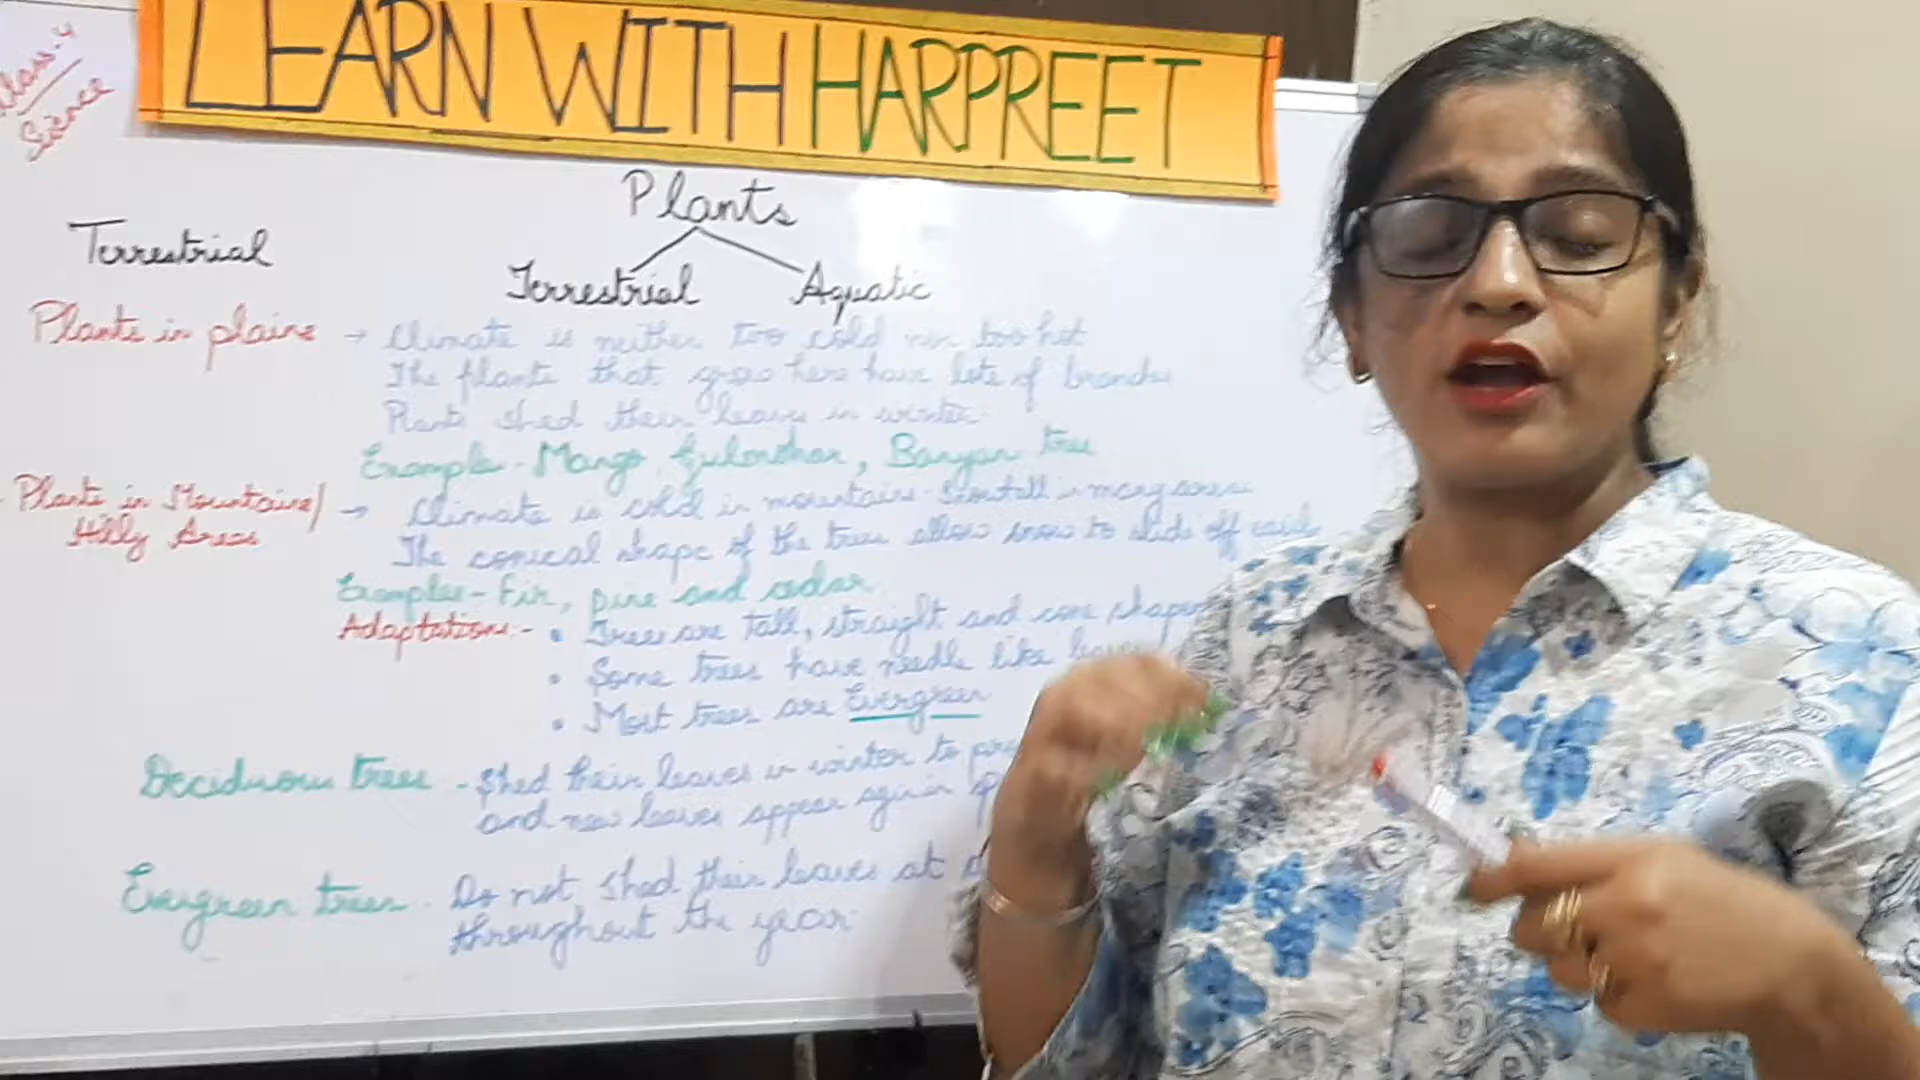 Class-4
Science
LEARN WITH HARPREET
Plants
Terrestrial
Terrestrial Aquatic
Plants in plains → Climate is neither too cold nor too hot
The plants that grow here have lots of branches
Plants shed their leaves in winter.
Example - Mango, Gulmohar, Banyan tree
Plants in Mountains/ → Climate is cold in mountains - Snowfall in many areas
Hilly Areas
The conical shape of the trees allow snow to slide off easily
Examples - Fir, pine and cedar
Adaptations:- • Trees are tall, straight and cone shaped
• Some trees have needle like leaves
• Most trees are Evergreen
Deciduous trees - Shed their leaves in winter to
and new leaves appear again
Evergreen trees - Do not shed their leaves at
throughout the year.